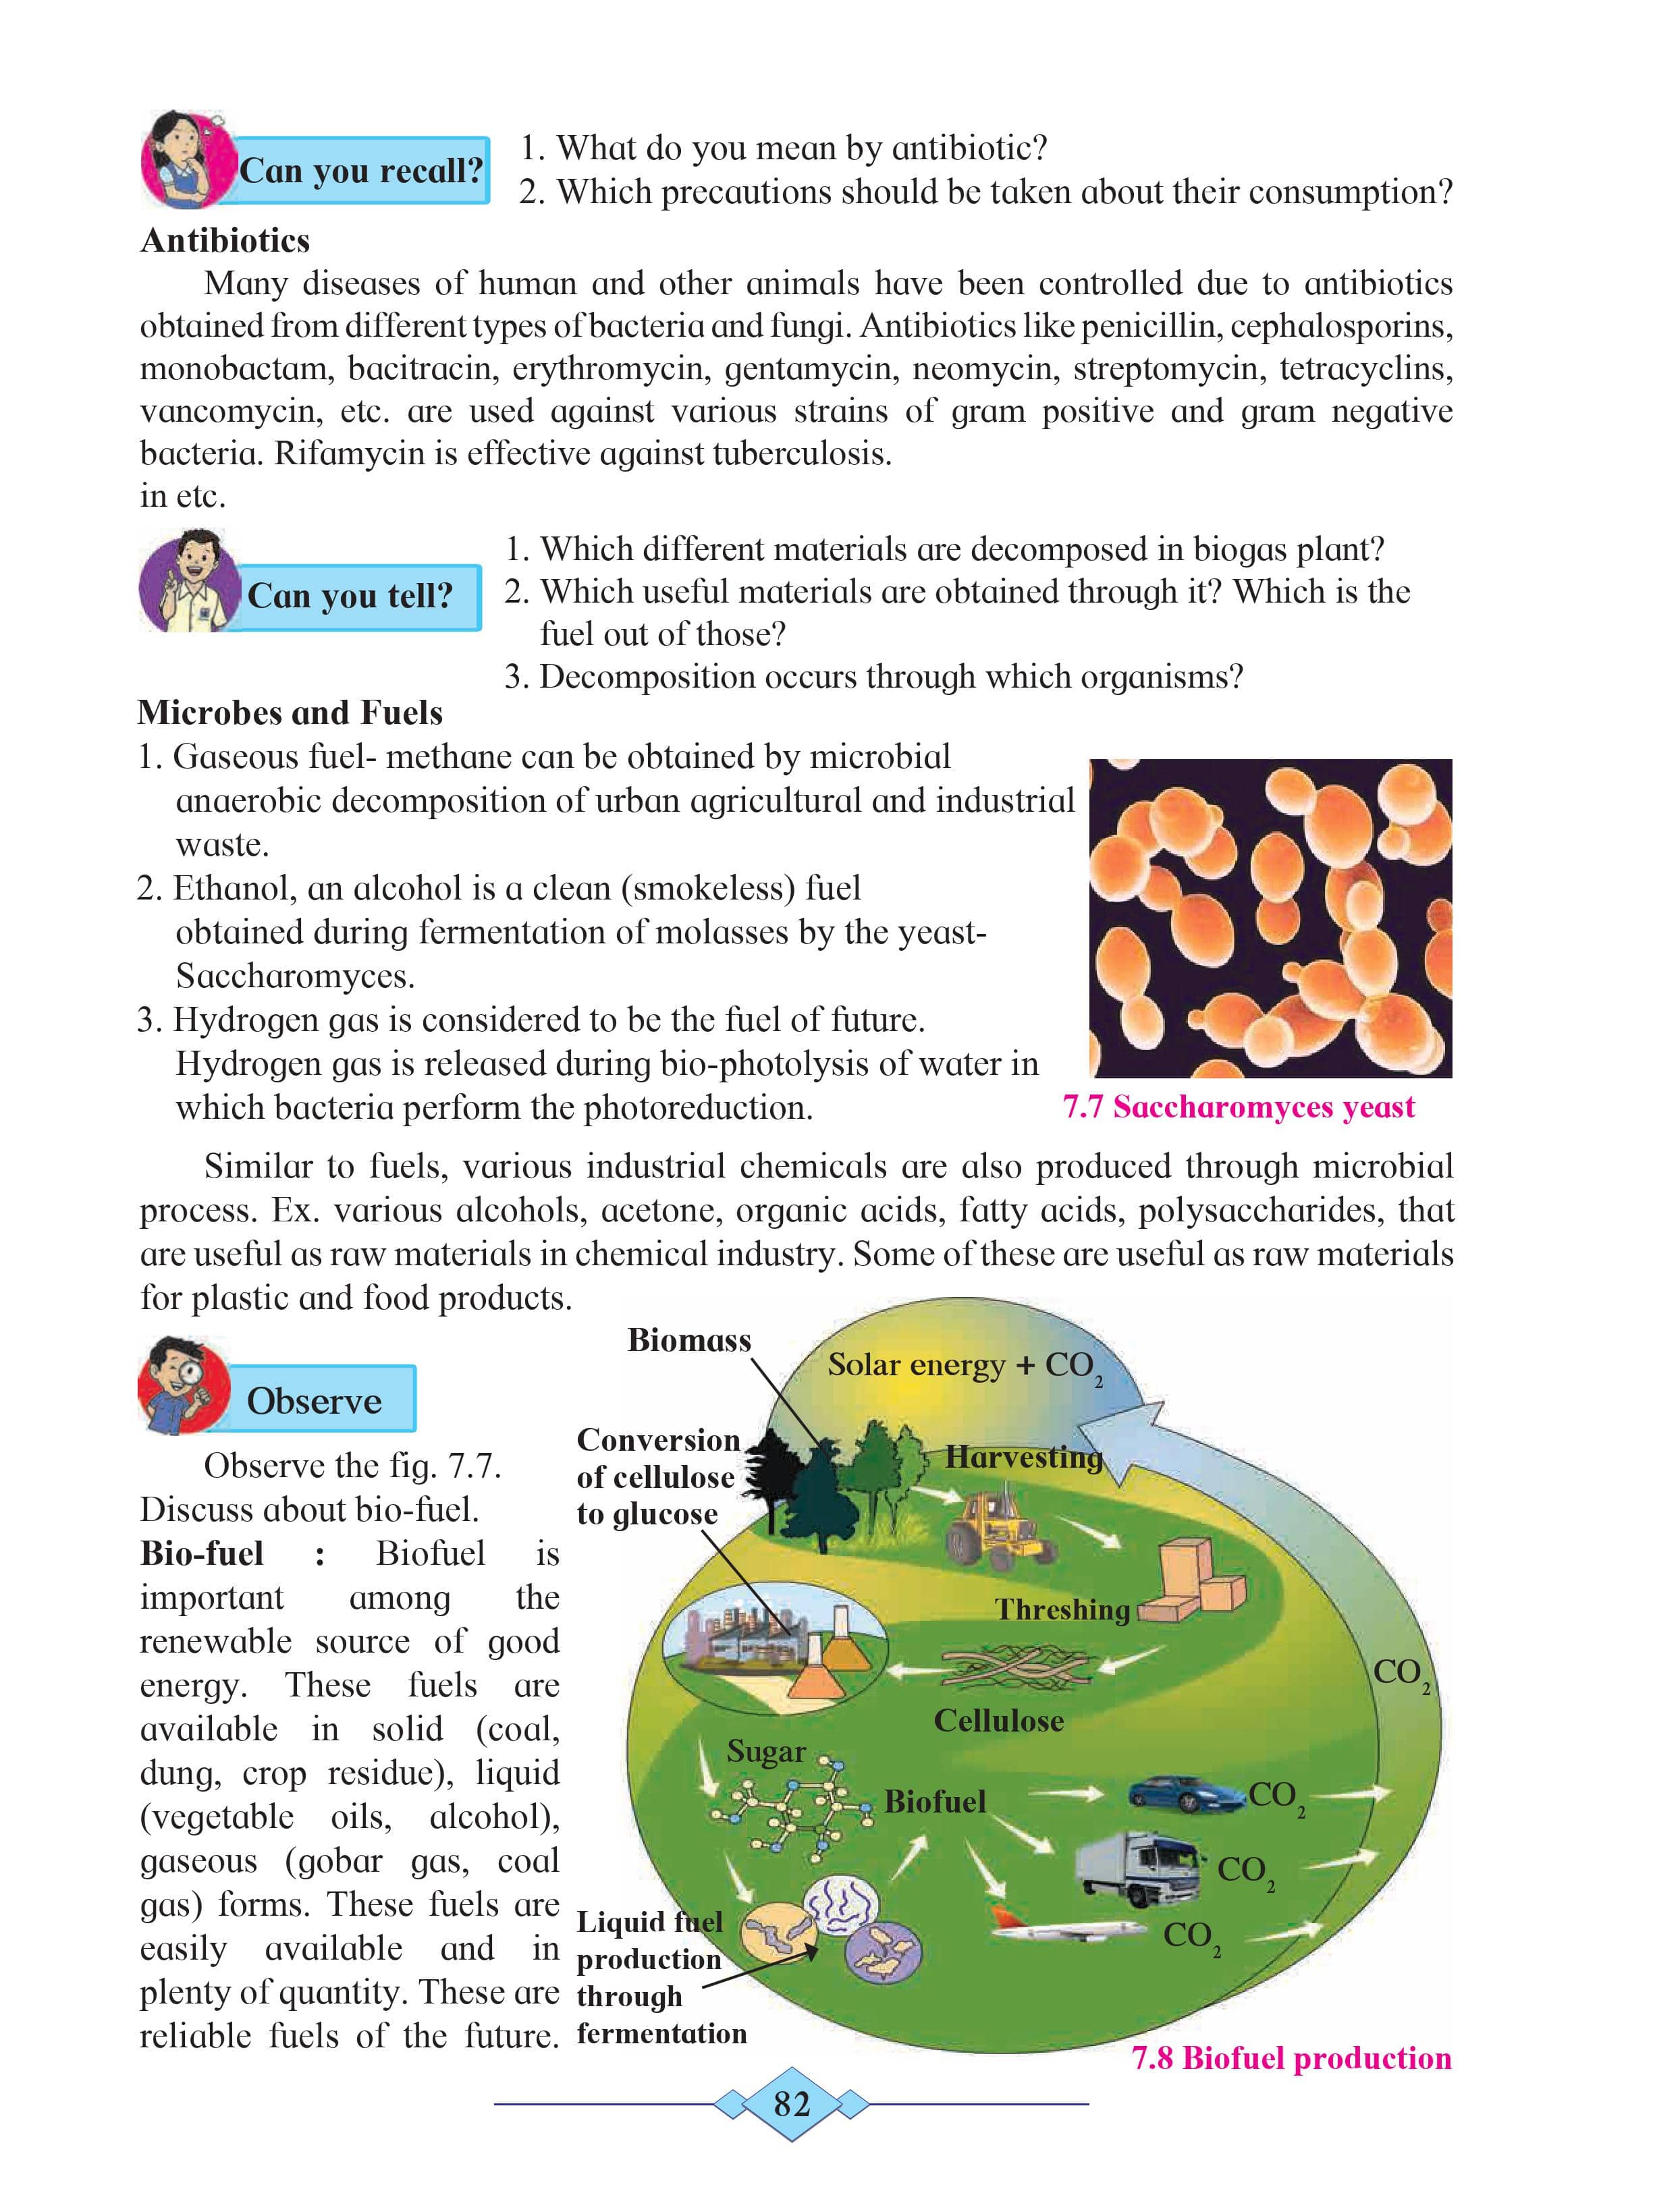 Can you recall?
1. What do you mean by antibiotic?
2. Which precautions should be taken about their consumption?
Antibiotics
Many diseases of human and other animals have been controlled due to antibiotics
obtained from different types of bacteria and fungi. Antibiotics like penicillin, cephalosporins,
monobactam, bacitracin, erythromycin, gentamycin, neomycin, streptomycin, tetracyclins,
vancomycin, etc. are used against various strains of gram positive and gram negative
bacteria. Rifamycin is effective against tuberculosis.
in etc.
Can you tell?
1. Which different materials are decomposed in biogas plant?
2. Which useful materials are obtained through it? Which is the
fuel out of those?
3. Decomposition occurs through which organisms?
Microbes and Fuels
1. Gaseous fuel- methane can be obtained by microbial
anaerobic decomposition of urban agricultural and industrial
waste.
2. Ethanol, an alcohol is a clean (smokeless) fuel
obtained during fermentation of molasses by the yeast-
Saccharomyces.
3. Hydrogen gas is considered to be the fuel of future.
Hydrogen gas is released during bio-photolysis of water in
which bacteria perform the photoreduction.
7.7 Saccharomyces yeast
Similar to fuels, various industrial chemicals are also produced through microbial
process. Ex. various alcohols, acetone, organic acids, fatty acids, polysaccharides, that
are useful as raw materials in chemical industry. Some of these are useful as raw materials
for plastic and food products.
Observe
Observe the fig. 7.7.
Discuss about bio-fuel.
Bio-fuel : Biofuel is
important among the
renewable source of good
energy. These fuels are
available in solid (coal,
dung, crop residue), liquid
(vegetable oils, alcohol),
gaseous (gobar gas, coal
gas) forms. These fuels are
easily available and in
plenty of quantity. These are
reliable fuels of the future.
Biomass
Solar energy + CO2
Conversion
of cellulose
to glucose
Harvesting
Threshing
CO2
Cellulose
Sugar
Biofuel
CO2
CO2
CO2
Liquid fuel
production
through
fermentation
7.8 Biofuel production
82